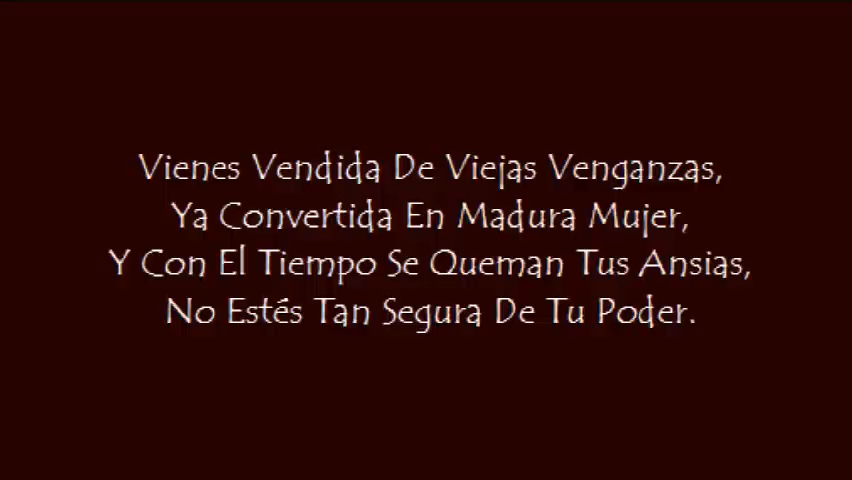 Vienes Vendida De Viejas Venganzas,
Ya Convertida En Madura Mujer,
Y Con El Tiempo Se Queman Tus Ansias,
No Estés Tan Segura De Tu Poder.